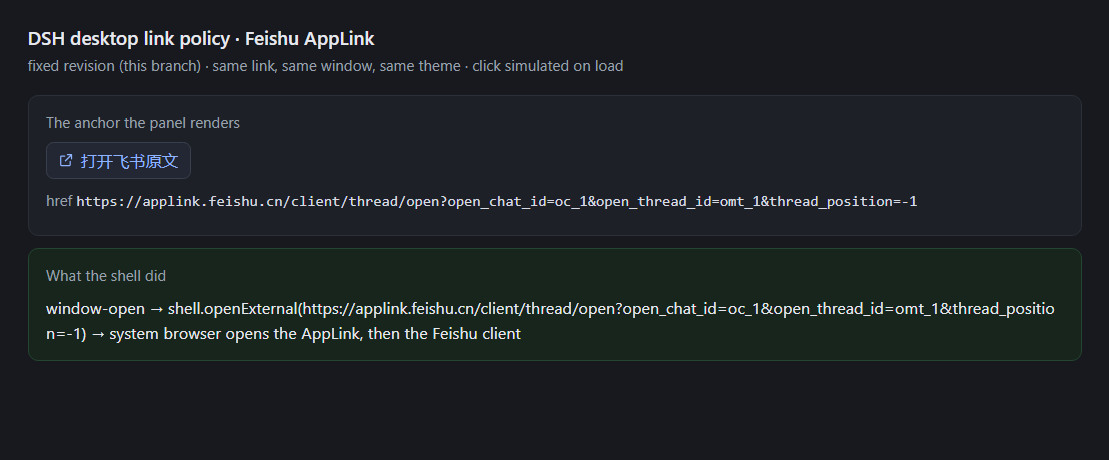 DSH desktop link policy · Feishu AppLink
fixed revision (this branch) · same link, same window, same theme · click simulated on load
The anchor the panel renders
打开飞书原文
href https://applink.feishu.cn/client/thread/open?open_chat_id=oc_1&open_thread_id=omt_1&thread_position=-1
What the shell did
window-open → shell.openExternal(https://applink.feishu.cn/client/thread/open?open_chat_id=oc_1&open_thread_id=omt_1&thread_positio
n=-1) → system browser opens the AppLink, then the Feishu client